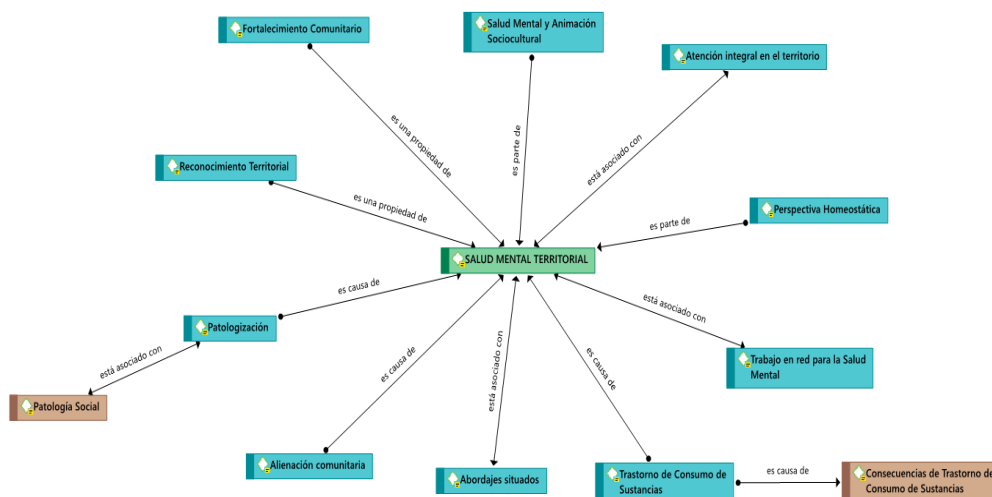 Fortalecimiento Comunitario
Salud Mental y Animación
Sociocultural
Atención integral en el territorio
es una propiedad de
es parte de
está asociado con
Reconocimiento Territorial
es una propiedad de
Perspectiva Homeostática
es parte de
SALUD MENTAL TERRITORIAL
es causa de
está asociado con
Patologización
está asociado con
es causa de
está asociado con
es causa de
Trabajo en red para la Salud
Mental
Patología Social
Alienación comunitaria
Abordajes situados
Trastorno de Consumo de
Sustancias
es causa de
Consecuencias de Trastorno de
Consumo de Sustancias